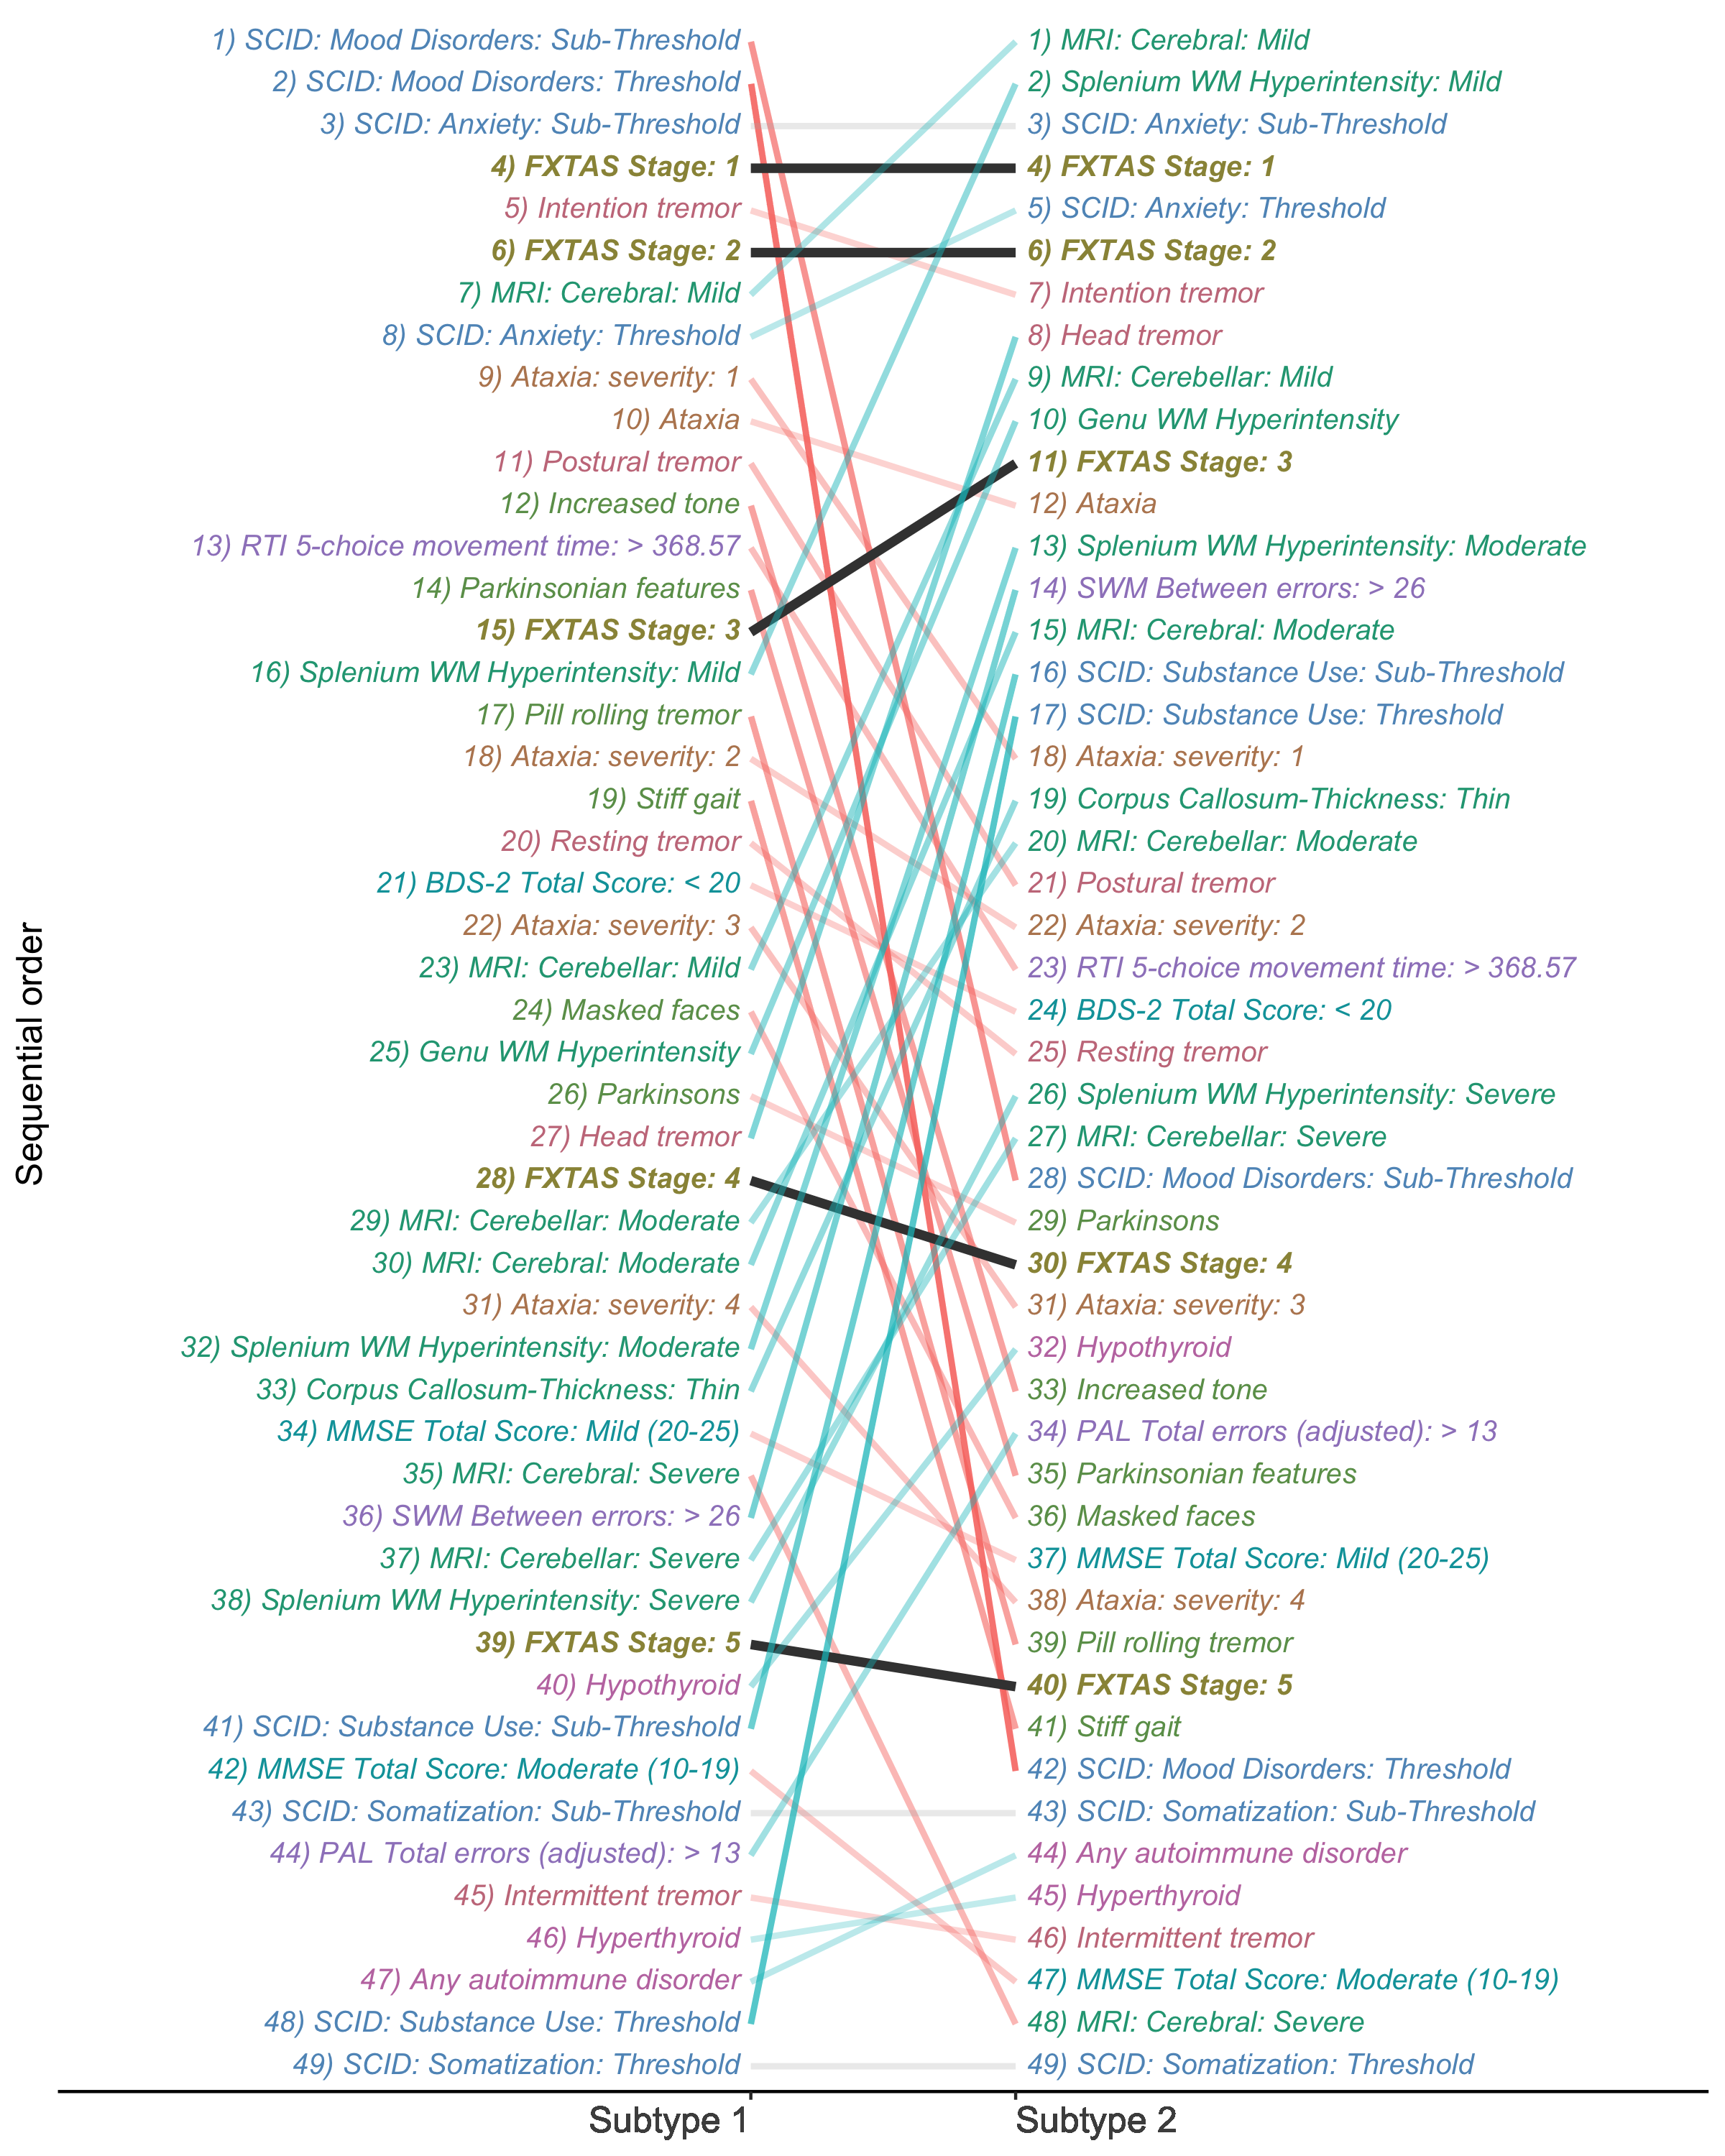 Sequential order
1) SCID: Mood Disorders: Sub-Threshold
2) SCID: Mood Disorders: Threshold
3) SCID: Anxiety: Sub-Threshold
4) FXTAS Stage: 1
5) Intention tremor
6) FXTAS Stage: 2
7) MRI: Cerebral: Mild
8) SCID: Anxiety: Threshold
9) Ataxia: severity: 1
10) Ataxia
11) Postural tremor
12) Increased tone
13) RTI 5-choice movement time: > 368.57
14) Parkinsonian features
15) FXTAS Stage: 3
16) Splenium WM Hyperintensity: Mild
17) Pill rolling tremor
18) Ataxia: severity: 2
19) Stiff gait
20) Resting tremor
21) BDS-2 Total Score: < 20
22) Ataxia: severity: 3
23) MRI: Cerebellar: Mild
24) Masked faces
25) Genu WM Hyperintensity
26) Parkinsons
27) Head tremor
28) FXTAS Stage: 4
29) MRI: Cerebellar: Moderate
30) MRI: Cerebral: Moderate
31) Ataxia: severity: 4
32) Splenium WM Hyperintensity: Moderate
33) Corpus Callosum-Thickness: Thin
34) MMSE Total Score: Mild (20-25)
35) MRI: Cerebral: Severe
36) SWM Between errors: > 26
37) MRI: Cerebellar: Severe
38) Splenium WM Hyperintensity: Severe
39) FXTAS Stage: 5
40) Hypothyroid
41) SCID: Substance Use: Sub-Threshold
42) MMSE Total Score: Moderate (10-19)
43) SCID: Somatization: Sub-Threshold
44) PAL Total errors (adjusted): > 13
45) Intermittent tremor
46) Hyperthyroid
47) Any autoimmune disorder
48) SCID: Substance Use: Threshold
49) SCID: Somatization: Threshold
1) MRI: Cerebral: Mild
2) Splenium WM Hyperintensity: Mild
3) SCID: Anxiety: Sub-Threshold
4) FXTAS Stage: 1
5) SCID: Anxiety: Threshold
6) FXTAS Stage: 2
7) Intention tremor
8) Head tremor
9) MRI: Cerebellar: Mild
10) Genu WM Hyperintensity
11) FXTAS Stage: 3
12) Ataxia
13) Splenium WM Hyperintensity: Moderate
14) SWM Between errors: > 26
15) MRI: Cerebral: Moderate
16) SCID: Substance Use: Sub-Threshold
17) SCID: Substance Use: Threshold
18) Ataxia: severity: 1
19) Corpus Callosum-Thickness: Thin
20) MRI: Cerebellar: Moderate
21) Postural tremor
22) Ataxia: severity: 2
23) RTI 5-choice movement time: > 368.57
24) BDS-2 Total Score: < 20
25) Resting tremor
26) Splenium WM Hyperintensity: Severe
27) MRI: Cerebellar: Severe
28) SCID: Mood Disorders: Sub-Threshold
29) Parkinsons
30) FXTAS Stage: 4
31) Ataxia: severity: 3
32) Hypothyroid
33) Increased tone
34) PAL Total errors (adjusted): > 13
35) Parkinsonian features
36) Masked faces
37) MMSE Total Score: Mild (20-25)
38) Ataxia: severity: 4
39) Pill rolling tremor
40) FXTAS Stage: 5
41) Stiff gait
42) SCID: Mood Disorders: Threshold
43) SCID: Somatization: Sub-Threshold
44) Any autoimmune disorder
45) Hyperthyroid
46) Intermittent tremor
47) MMSE Total Score: Moderate (10-19)
48) MRI: Cerebral: Severe
49) SCID: Somatization: Threshold
Subtype 1
Subtype 2